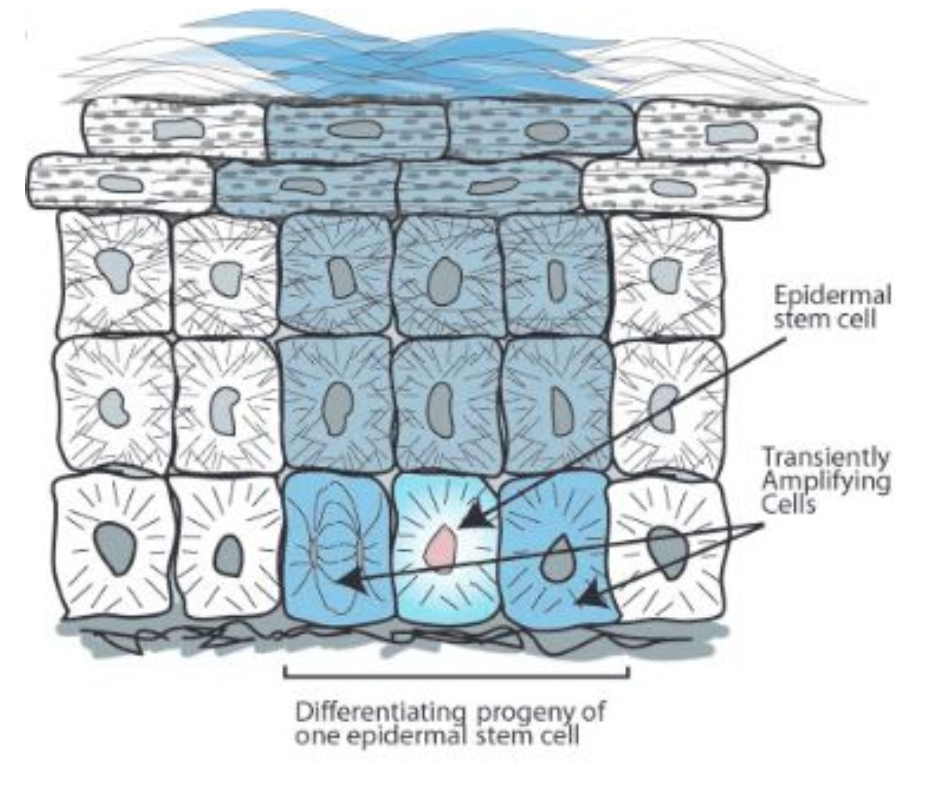 Epidermal
stem cell
Transiently
Amplifying
Cells
Differentiating progeny of
one epidermal stem cell